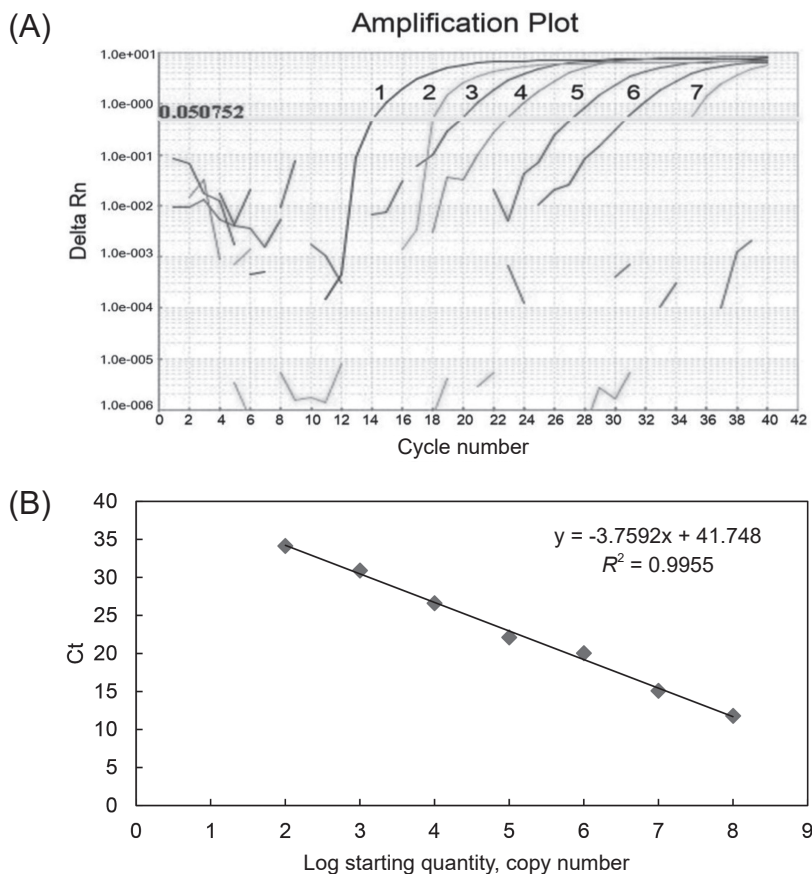 (A)
Amplification Plot
1.0e+001
1.0e-000
1.0e-001
1.0e-002
1.0e-003
1.0e-004
1.0e-005
1.0e-006
0.050752
1 2 3 4 5 6 7
Delta Rn
0 2 4 6 8 10 12 14 16 18 20 22 24 26 28 30 32 34 36 38 40 42
Cycle number
(B)
40
35
30
25
20
15
10
5
0
y = -3.7592x + 41.748
R² = 0.9955
Ct
0 1 2 3 4 5 6 7 8 9
Log starting quantity, copy number